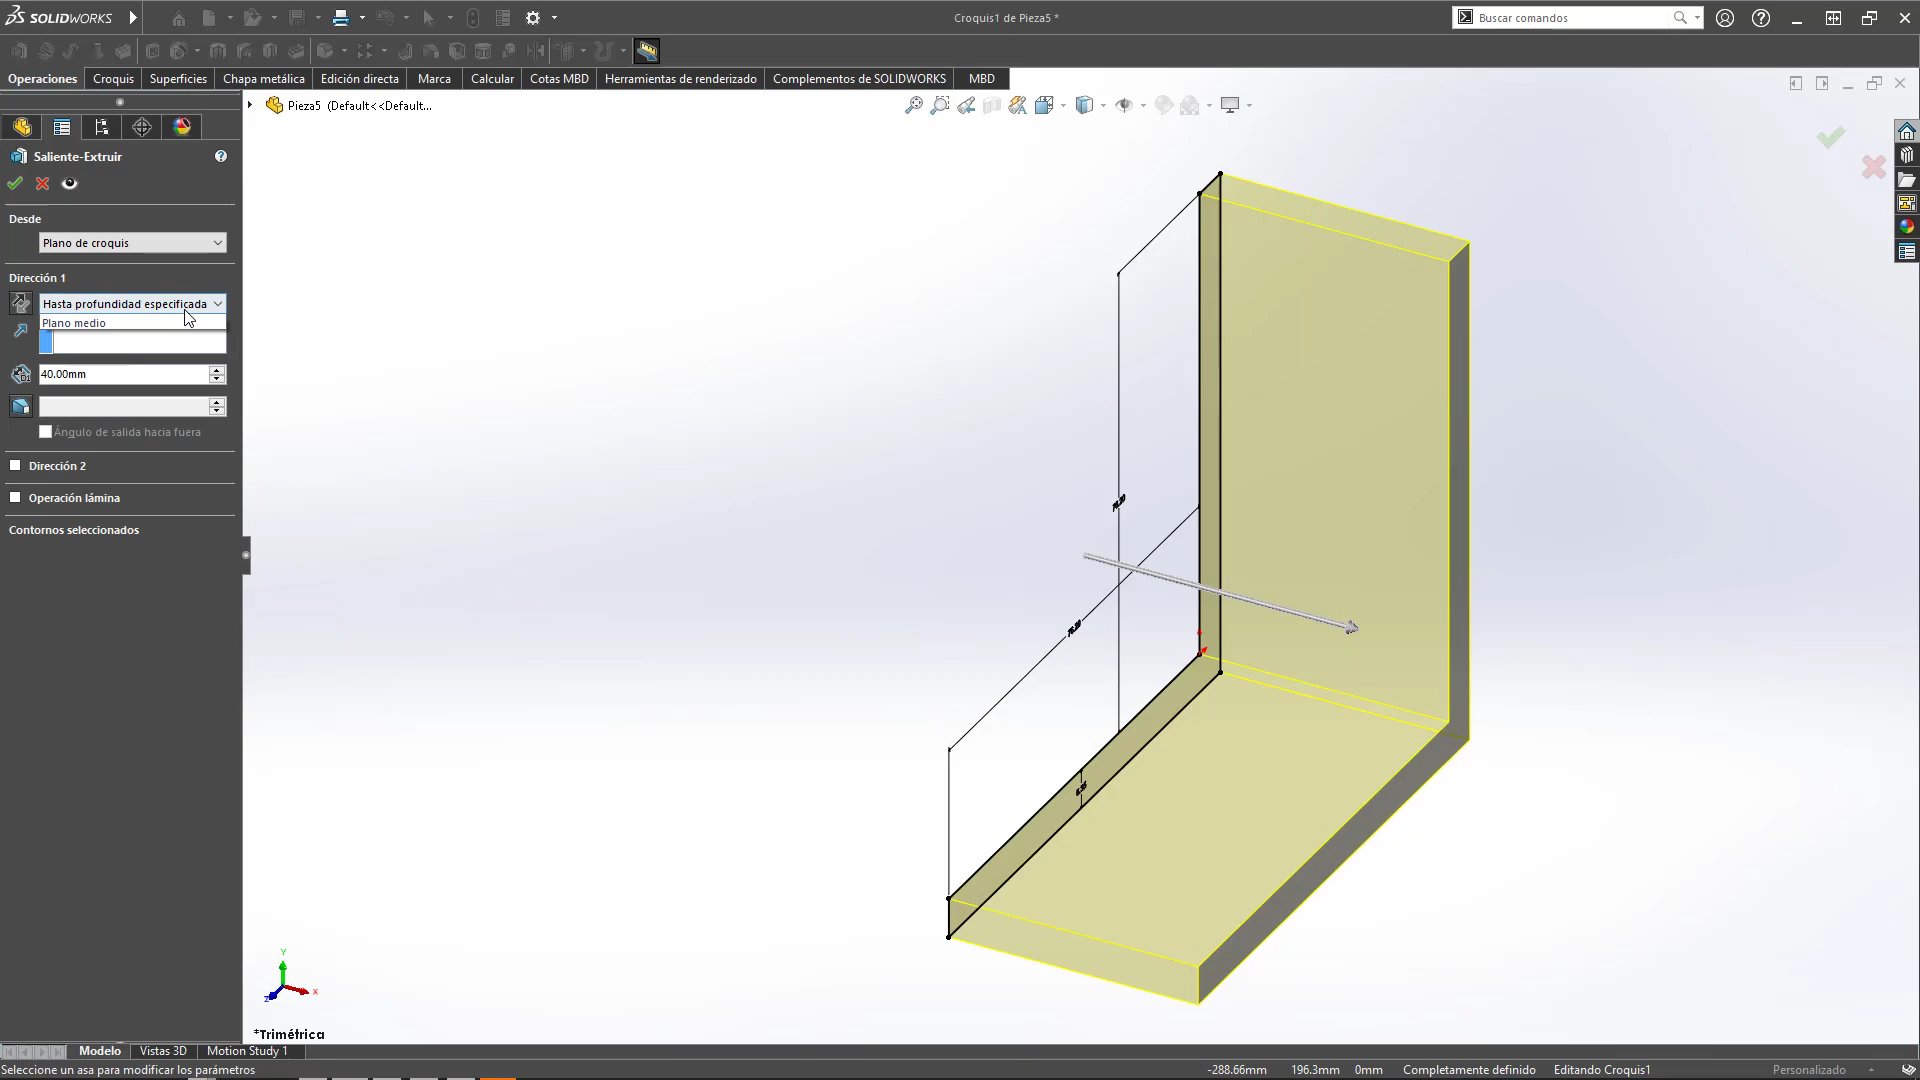 SOLIDWORKS
Croquis1 de Pieza5 *
Buscar comandos
Operaciones
Croquis
Superficies
Chapa metálica
Edición directa
Marca
Calcular
Cotas MBD
Herramientas de renderizado
Complementos de SOLIDWORKS
MBD
Pieza5 (Default<<Default...
Saliente-Extruir
Desde
Plano de croquis
Dirección 1
Hasta profundidad especificada
Plano medio
40.00mm
Ángulo de salida hacia fuera
Dirección 2
Operación lámina
Contornos seleccionados
Y
X
Z
*Trimétrica
Modelo
Vistas 3D
Motion Study 1
Seleccione un asa para modificar los parámetros
-288.66mm
196.3mm
0mm
Completamente definido
Editando Croquis1
Personalizado